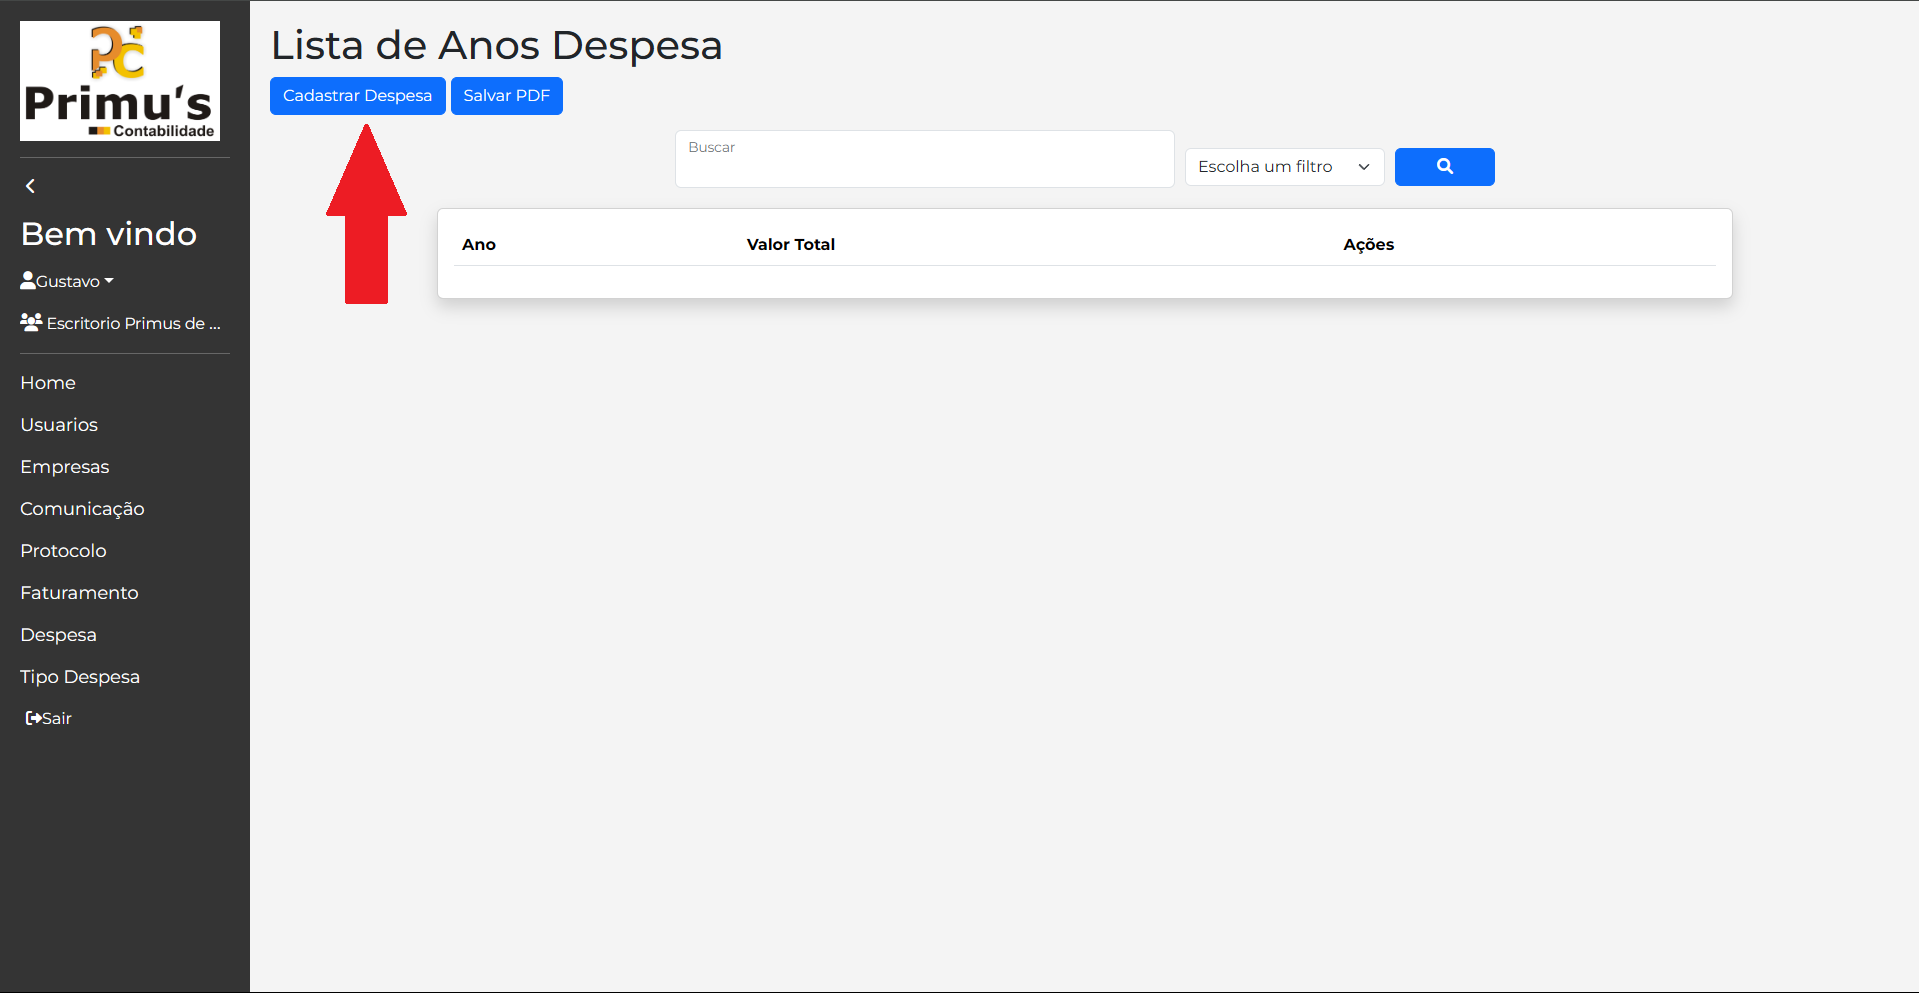 Primu's
Contabilidade
Bem vindo
Gustavo
Escritorio Primus de ...
Home
Usuarios
Empresas
Comunicação
Protocolo
Faturamento
Despesa
Tipo Despesa
Sair
Lista de Anos Despesa
Cadastrar Despesa Salvar PDF
Buscar
Escolha um filtro
Ano Valor Total Ações